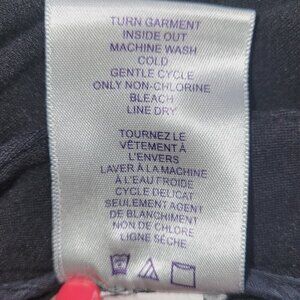 TURN GARMENT
INSIDE OUT
MACHINE WASH
COLD
GENTLE CYCLE
ONLY NON-CHLORINE
BLEACH
LINE DRY
TOURNEZ LE
VÊTEMENT À
L'ENVERS
LAVER À LA MACHINE
À L'EAU FROIDE
CYCLE DELICAT
SEULEMENT AGENT
DE BLANCHIMENT
NON DE CHLORE
LIGNE SÈCHE